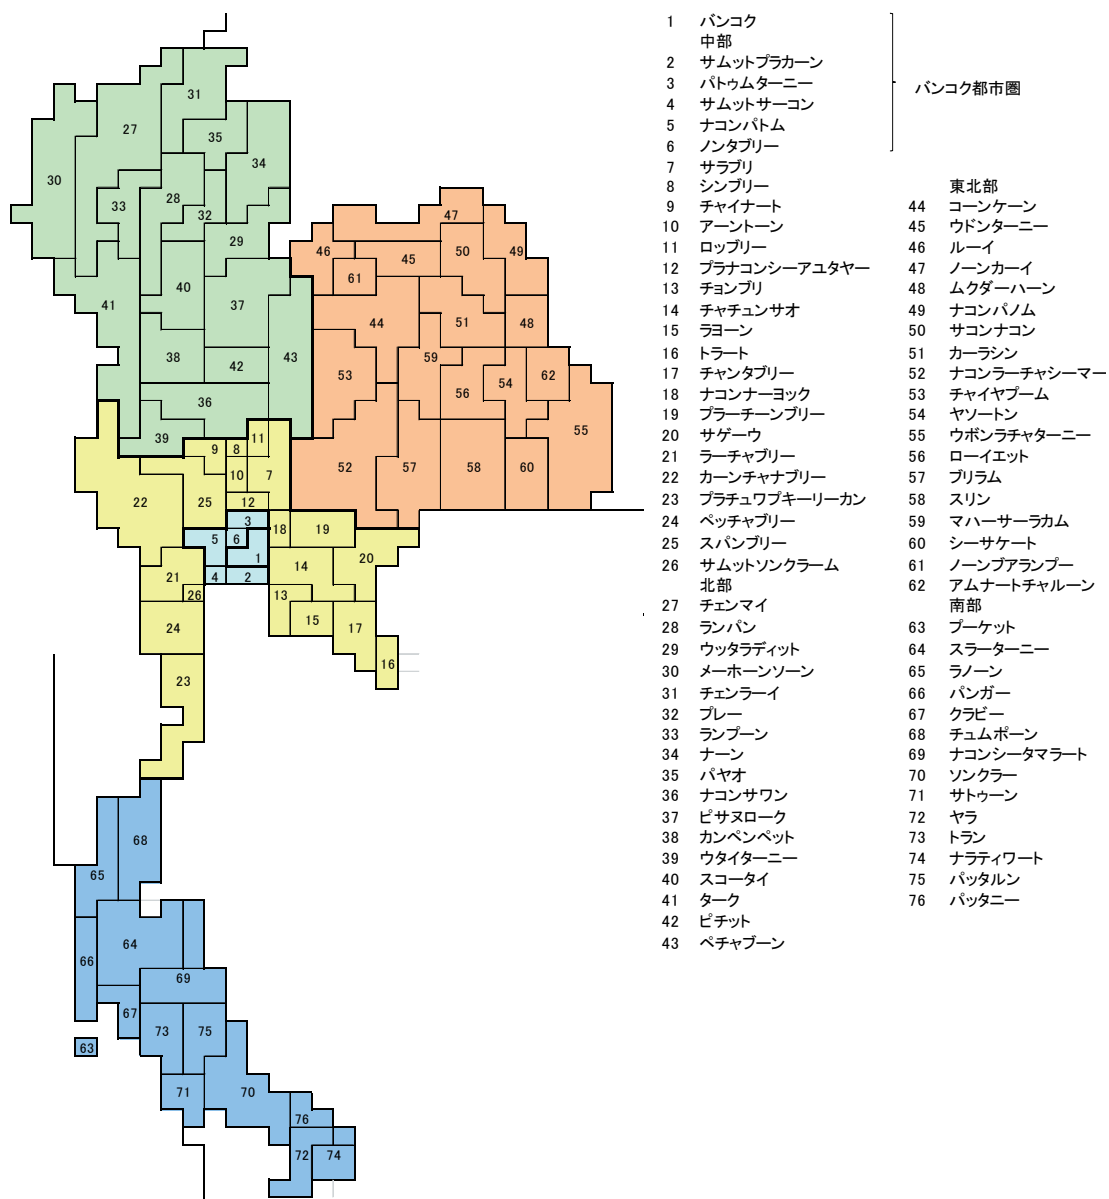 1 バンコク
中部
2 サムットプラカーン
3 パトゥムターニー
4 サムットサーコン
5 ナコンパトム
6 ノンタブリー
バンコク都市圏
7 サラブリ
8 シンブリー
9 チャイナート
10 アーントーン
11 ロッブリー
12 プラナコンシーアユタヤー
13 チョンブリ
14 チャチュンサオ
15 ラヨーン
16 トラート
17 チャンタブリー
18 ナコンナーヨック
19 プラーチーンブリー
20 サゲーウ
21 ラーチャブリー
22 カーンチャナブリー
23 プラチュワプキーリーカン
24 ペッチャブリー
25 スパンブリー
26 サムットソンクラーム
北部
27 チェンマイ
28 ランパン
29 ウッタラディット
30 メーホーンソーン
31 チェンラーイ
32 プレー
33 ランプーン
34 ナーン
35 パヤオ
36 ナコンサワン
37 ピサヌローク
38 カンペンペット
39 ウタイターニー
40 スコータイ
41 ターク
42 ピチット
43 ペチャブーン
東北部
44 コーンケーン
45 ウドンターニー
46 ルーイ
47 ノーンカーイ
48 ムクダーハーン
49 ナコンパノム
50 サコンナコン
51 カーラシン
52 ナコンラーチャシーマー
53 チャイヤプーム
54 ヤソートン
55 ウボンラチャターニー
56 ローイエット
57 ブリラム
58 スリン
59 マハーサーラカム
60 シーサケート
61 ノーンブアランプー
62 アムナートチャルーン
南部
63 プーケット
64 スラーターニー
65 ラノーン
66 パンガー
67 クラビー
68 チュムポーン
69 ナコンシータマラート
70 ソンクラー
71 サトゥーン
72 ヤラ
73 トラン
74 ナラティワート
75 パッタルン
76 パッタニー
31
27
35
34
30
28
33
32
29
47
46
50
49
45
61
40
41
37
44
51
48
43
38
42
59
53
62
54
56
36
55
39
11
9
8
52
57
58
60
10
7
22
25
12
3
18
19
5
6
1
20
14
21
4
2
26
13
15
17
24
16
23
68
65
64
66
69
67
73
75
63
71
70
76
72
74